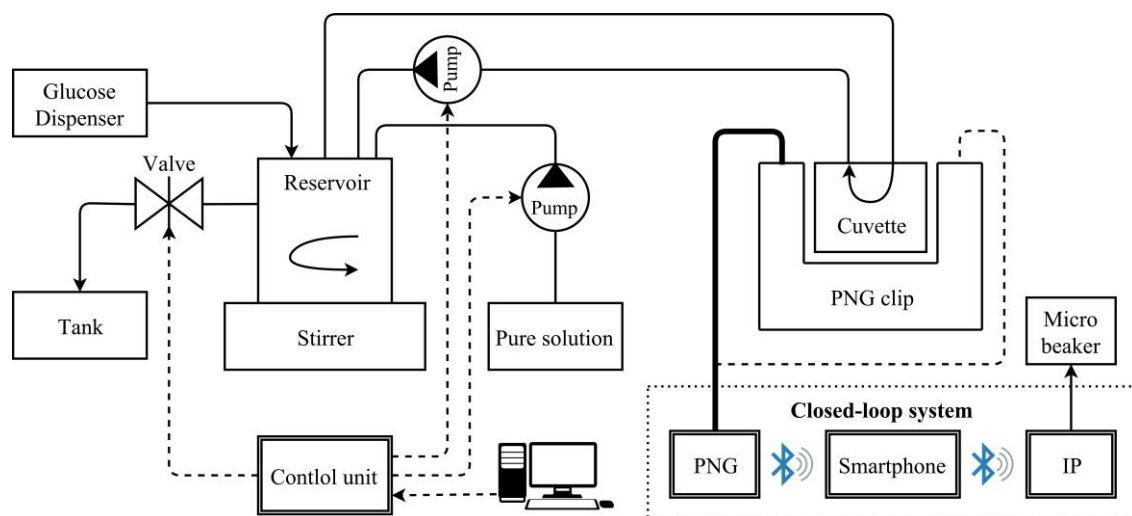 Glucose
Dispenser
Pump
Valve
Reservoir
Pump
Cuvette
Tank
Stirrer
Pure solution
PNG clip
Micro
beaker
Closed-loop system
Contlol unit
PNG
Smartphone
IP